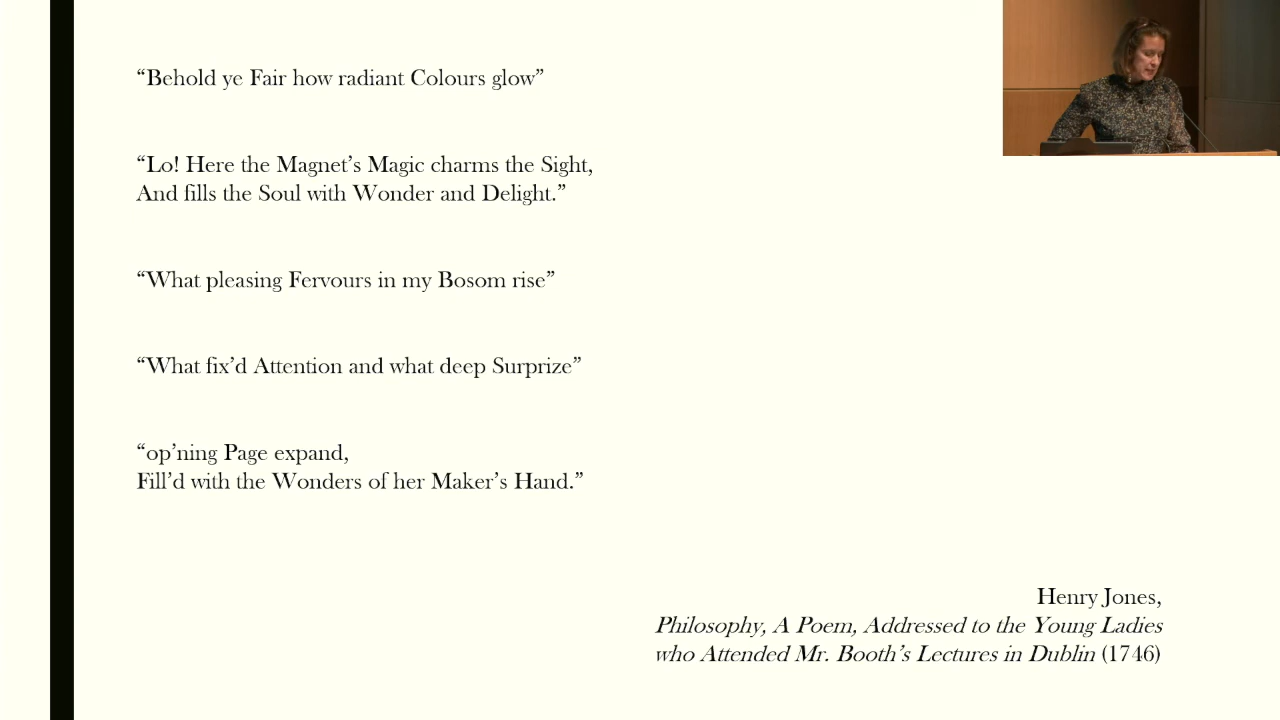 “Behold ye Fair how radiant Colours glow”
“Lo! Here the Magnet’s Magic charms the Sight,
And fills the Soul with Wonder and Delight.”
“What pleasing Fervours in my Bosom rise”
“What fix’d Attention and what deep Surprize”
“op’ning Page expand,
Fill’d with the Wonders of her Maker’s Hand.”
Henry Jones,
Philosophy, A Poem, Addressed to the Young Ladies
who Attended Mr. Booth’s Lectures in Dublin (1746)